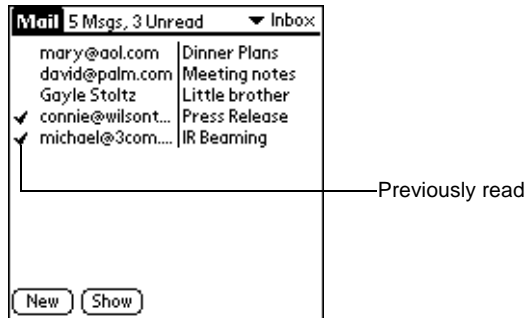 Mail 5 Msgs, 3 Unread Inbox
mary@aol.com Dinner Plans
david@palm.com Meeting notes
Gayle Stoltz Little brother
connie@wilsont... Press Release
michael@3com.... IR Beaming
Previously read
New Show